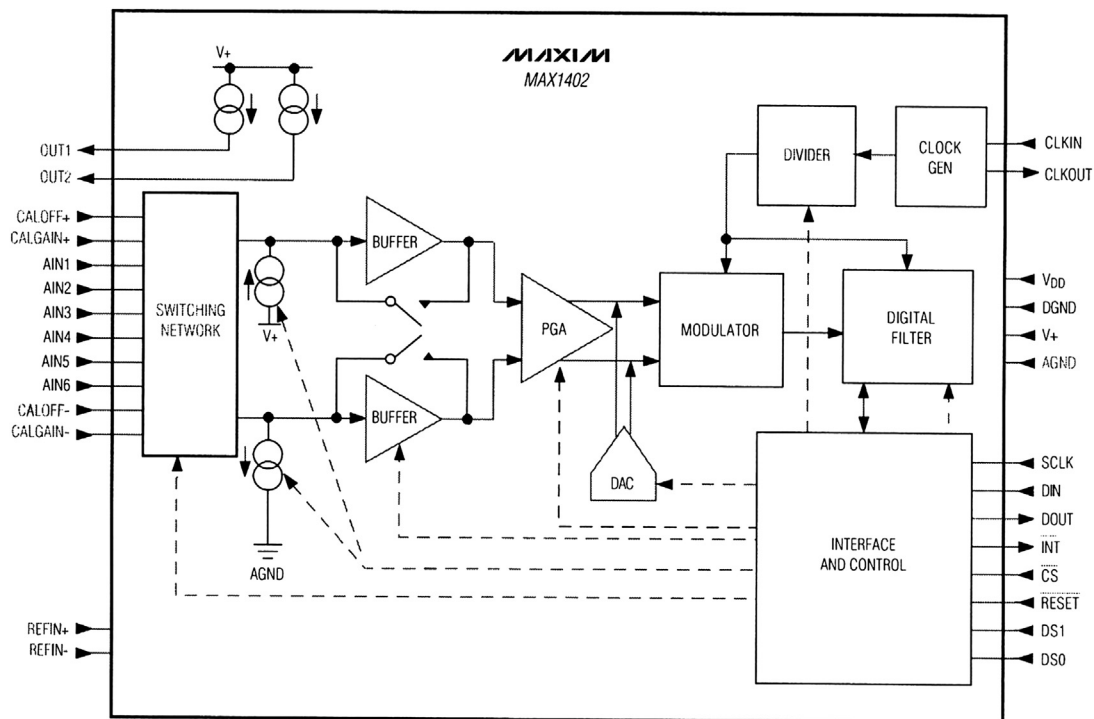 MAXIM
MAX1402
V+
OUT1
OUT2
CALOFF+
CALGAIN+
AIN1
AIN2
AIN3
AIN4
AIN5
AIN6
CALOFF-
CALGAIN-
REFIN+
REFIN-
SWITCHING
NETWORK
V+
AGND
BUFFER
BUFFER
PGA
DAC
MODULATOR
DIVIDER
CLOCK
GEN
DIGITAL
FILTER
INTERFACE
AND CONTROL
CLKIN
CLKOUT
VDD
DGND
V+
AGND
SCLK
DIN
DOUT
INT
CS
RESET
DS1
DS0